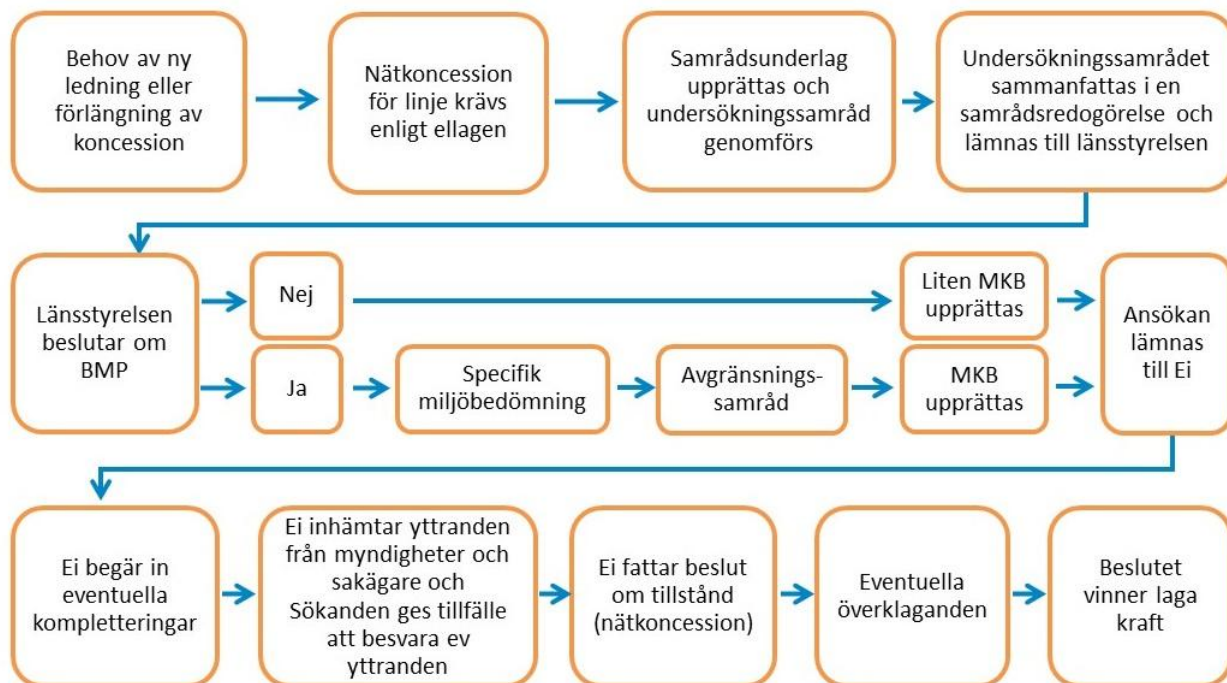 Behov av ny
ledning eller
förlängning av
koncession
Nätkoncession
för linje krävs
enligt ellagen
Samrådsunderlag
upprättas och
undersökningssamråd
genomförs
Undersökningssamrådet
sammanfattas i en
samrådsredogörelse och
lämnas till länsstyrelsen
Länsstyrelsen
beslutar om
BMP
Nej
Liten MKB
upprättas
Ja
Specifik
miljöbedömning
Avgränsnings-
samråd
MKB
upprättas
Ansökan
lämnas
till Ei
Ei begär in
eventuella
kompletteringar
Ei inhämtar yttranden
från myndigheter och
sakägare och
Sökanden ges tillfälle
att besvara ev
yttranden
Ei fattar beslut
om tillstånd
(nätkoncession)
Eventuella
överklaganden
Beslutet
vinner laga
kraft